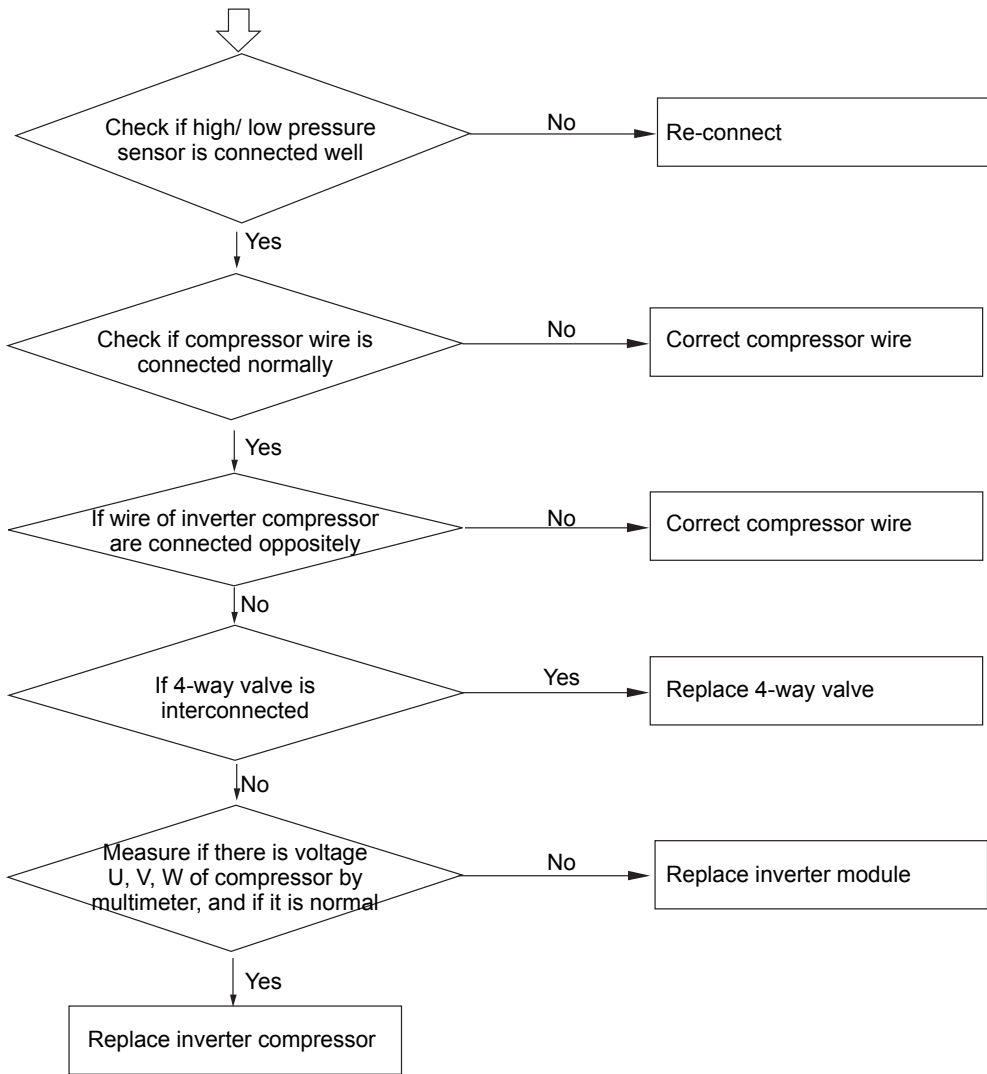 Check if high/ low pressure
sensor is connected well
No
Re-connect
Yes
Check if compressor wire is
connected normally
No
Correct compressor wire
Yes
If wire of inverter compressor
are connected oppositely
No
Correct compressor wire
No
If 4-way valve is
interconnected
Yes
Replace 4-way valve
No
Measure if there is voltage
U, V, W of compressor by
multimeter, and if it is normal
No
Replace inverter module
Yes
Replace inverter compressor